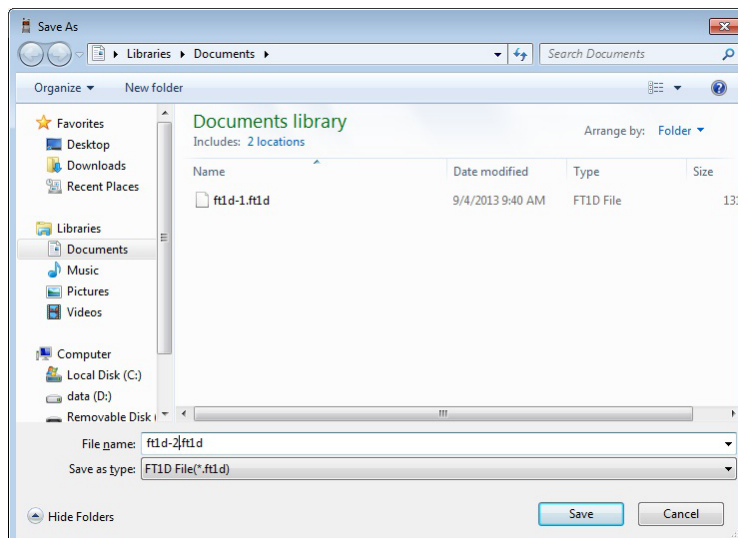 Save As
Libraries Documents
Search Documents
Organize New folder
Favorites
Desktop
Downloads
Recent Places
Libraries
Documents
Music
Pictures
Videos
Computer
Local Disk (C:)
data (D:)
Removable Disk (
Documents library
Includes: 2 locations
Arrange by: Folder
Name Date modified Type Size
ft1d-1.ft1d 9/4/2013 9:40 AM FT1D File
File name: ft1d-2.ft1d
Save as type: FT1D File(*.ft1d)
Hide Folders
Save Cancel